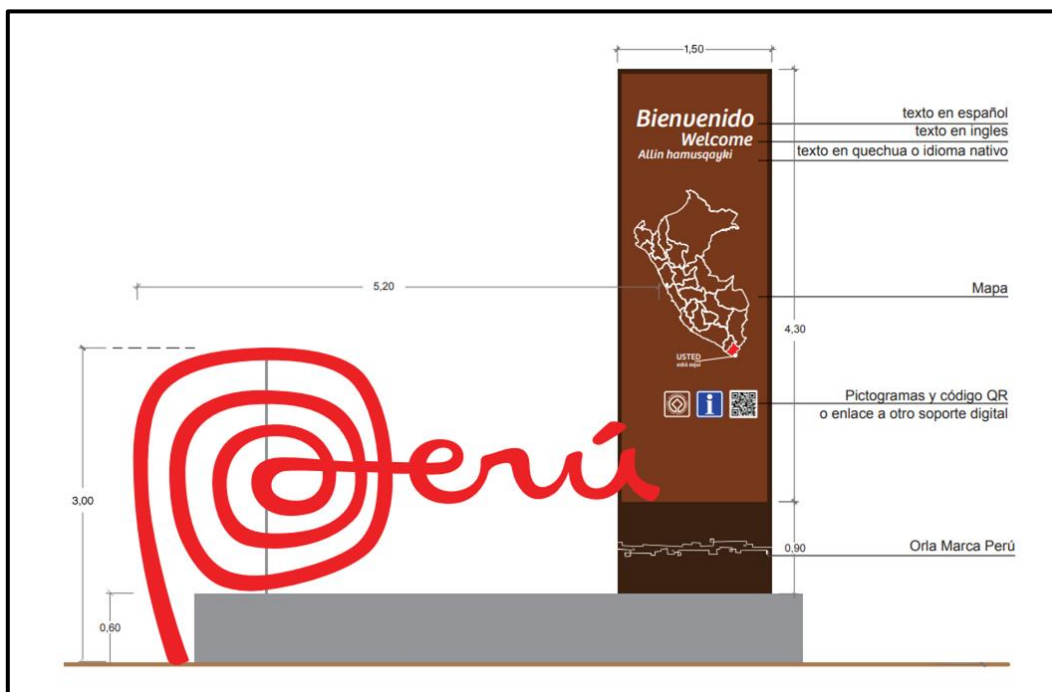 1,50
Bienvenido
Welcome
Allin hamusqayki
texto en español
texto en ingles
texto en quechua o idioma nativo
5,20
Mapa
4,30
USTED
está aquí
Pictogramas y código QR
o enlace a otro soporte digital
i
3,00
Perú
0,90
Orla Marca Perú
0,60